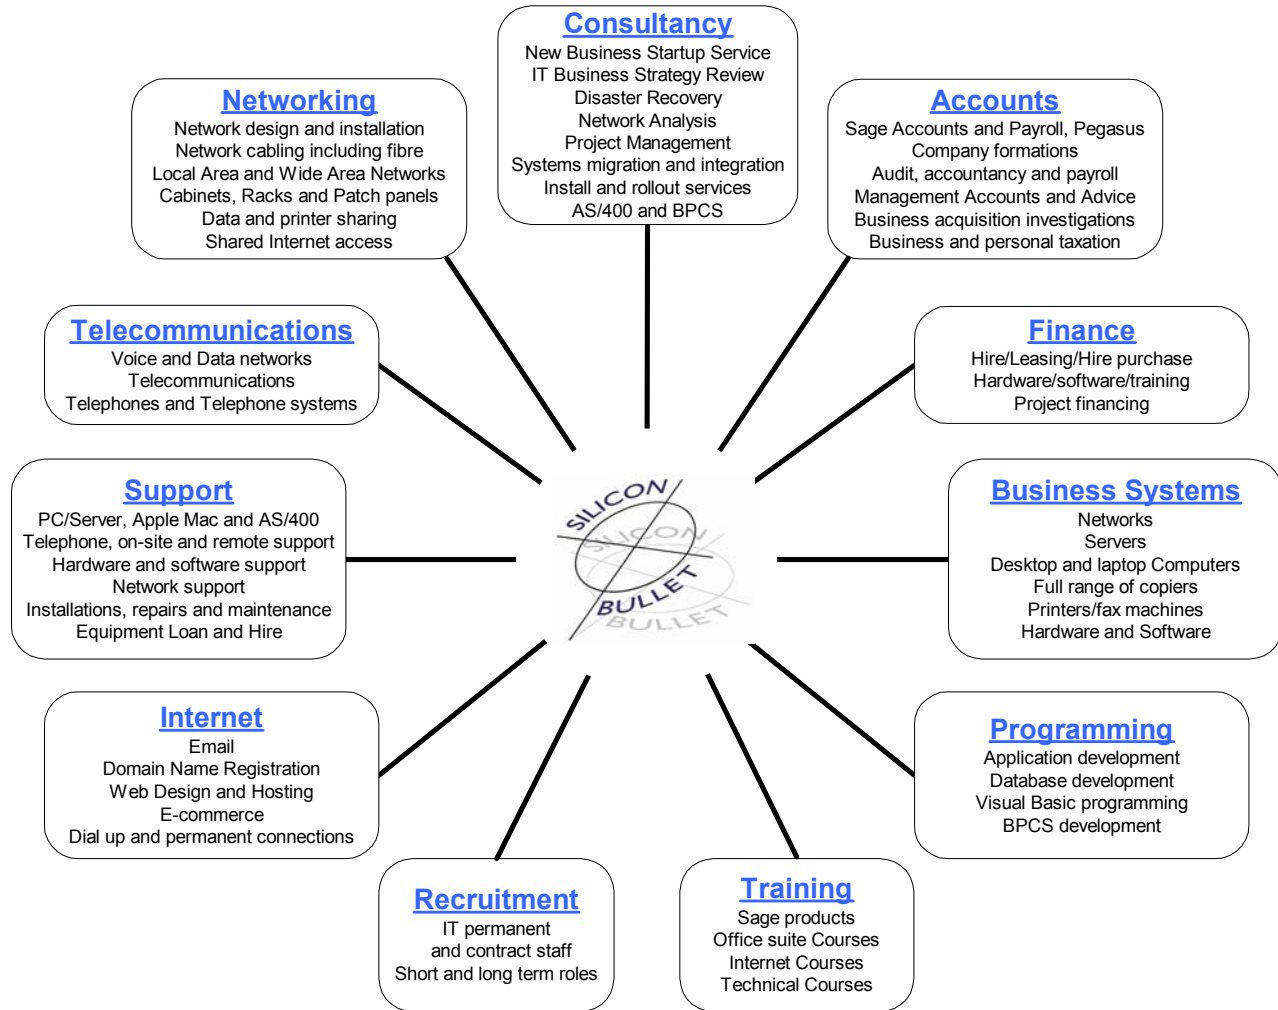 Consultancy
New Business Startup Service
IT Business Strategy Review
Disaster Recovery
Network Analysis
Project Management
Systems migration and integration
Install and rollout services
AS/400 and BPCS
Networking
Network design and installation
Network cabling including fibre
Local Area and Wide Area Networks
Cabinets, Racks and Patch panels
Data and printer sharing
Shared Internet access
Accounts
Sage Accounts and Payroll, Pegasus
Company formations
Audit, accountancy and payroll
Management Accounts and Advice
Business acquisition investigations
Business and personal taxation
Telecommunications
Voice and Data networks
Telecommunications
Telephones and Telephone systems
Finance
Hire/Leasing/Hire purchase
Hardware/software/training
Project financing
Support
PC/Server, Apple Mac and AS/400
Telephone, on-site and remote support
Hardware and software support
Network support
Installations, repairs and maintenance
Equipment Loan and Hire
SILICON
BULLET
SILICON
BULLET
Business Systems
Networks
Servers
Desktop and laptop Computers
Full range of copiers
Printers/fax machines
Hardware and Software
Internet
Email
Domain Name Registration
Web Design and Hosting
E-commerce
Dial up and permanent connections
Programming
Application development
Database development
Visual Basic programming
BPCS development
Recruitment
IT permanent
and contract staff
Short and long term roles
Training
Sage products
Office suite Courses
Internet Courses
Technical Courses